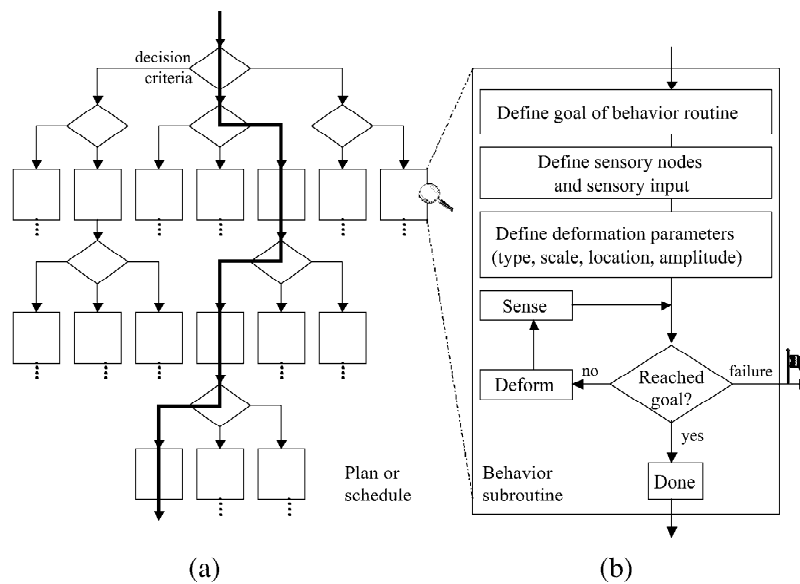 decision
criteria
Plan or
schedule
(a)
Define goal of behavior routine
Define sensory nodes
and sensory input
Define deformation parameters
(type, scale, location, amplitude)
Sense
Deform
no
Reached
goal?
failure
yes
Done
Behavior
subroutine
(b)